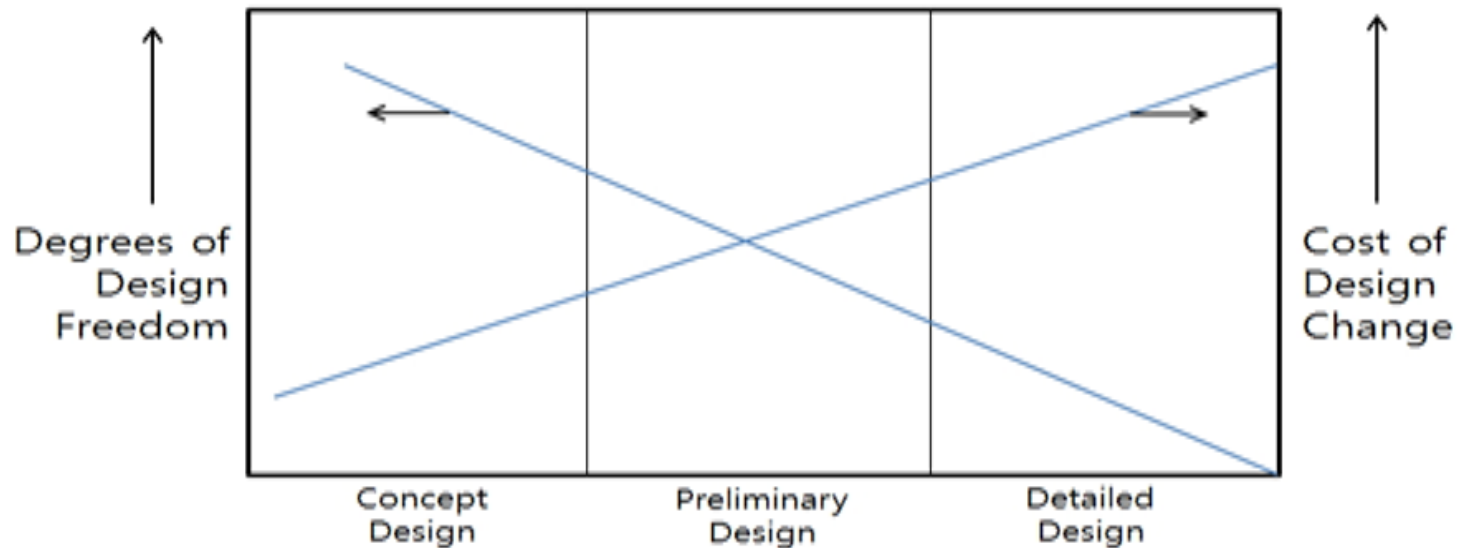 Degrees of
Design
Freedom
Cost of
Design
Change
Concept
Design
Preliminary
Design
Detailed
Design